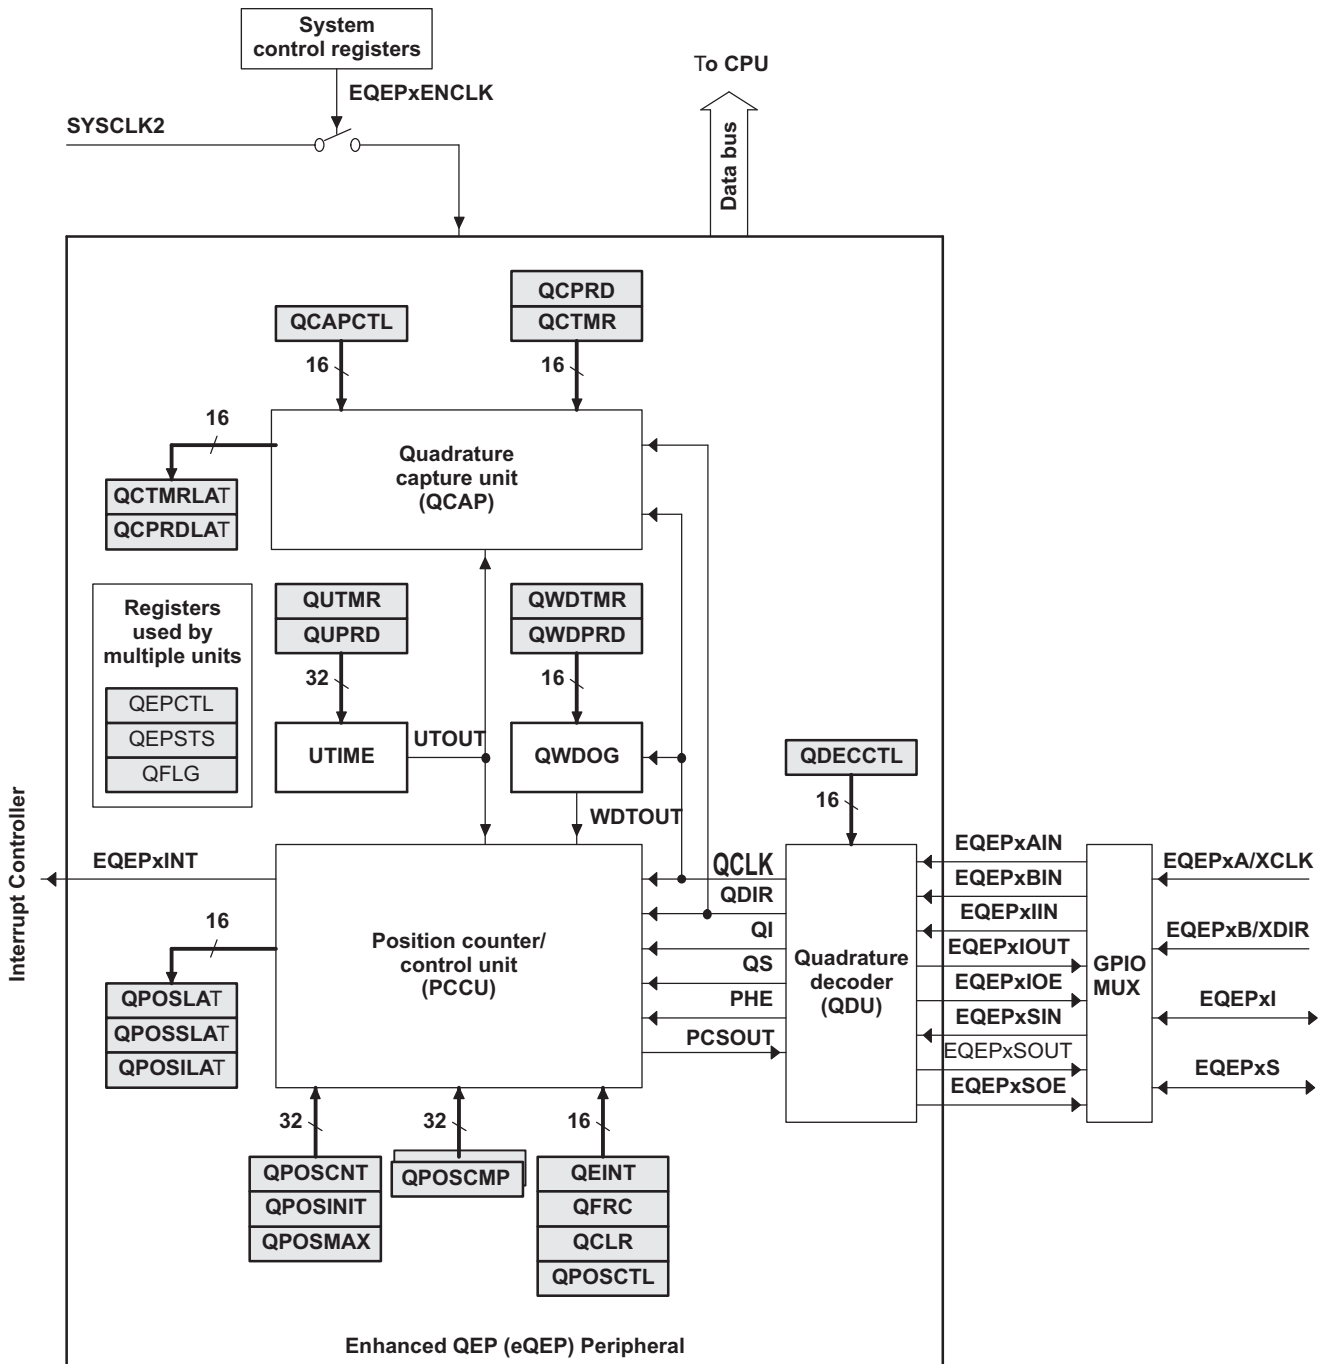 System
control registers
To CPU
EQEPxENCLK
SYSCLK2
Data bus
QCPRD
QCAPCTL
QCTMR
16
16
16
Quadrature
capture unit
(QCAP)
QCTMRLAT
QCPRDLAT
Registers
used by
multiple units
QEPCTL
QEPSTS
QFLG
QUTMR
QUPRD
32
QWDTMR
QWDPRD
16
UTIME
UTOUT
QWDOG
WDTOUT
QDECCTL
16
Interrupt Controller
EQEPxINT
16
QPOSLAT
QPOSSLAT
QPOSILAT
Position counter/
control unit
(PCCU)
QCLK
QDIR
QI
QS
PHE
PCSOUT
Quadrature
decoder
(QDU)
EQEPxAIN
EQEPxBIN
EQEPxIIN
EQEPxIOUT
EQEPxIOE
EQEPxSIN
EQEPxSOUT
EQEPxSOE
GPIO
MUX
EQEPxA/XCLK
EQEPxB/XDIR
EQEPxI
EQEPxS
32
32
16
QPOSCNT
QPOSINIT
QPOSMAX
QPOSCMP
QEINT
QFRC
QCLR
QPOSCTL
Enhanced QEP (eQEP) Peripheral